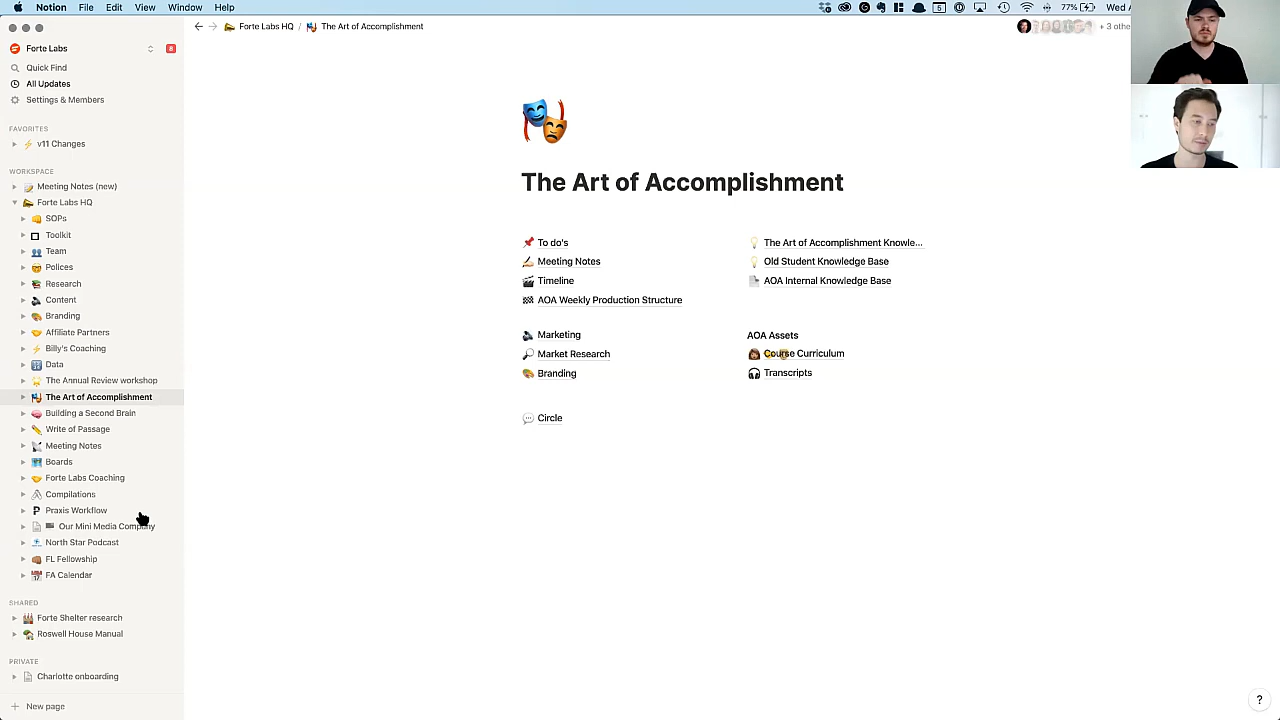 Notion File Edit View Window Help
5 77% Wed A
Forte Labs HQ / The Art of Accomplishment
+ 3 othe
Forte Labs
8
Quick Find
All Updates
Settings & Members
FAVORITES
v11 Changes
WORKSPACE
Meeting Notes (new)
Forte Labs HQ
SOPs
Toolkit
Team
Polices
Research
Content
Branding
Affiliate Partners
Billy's Coaching
Data
The Annual Review workshop
The Art of Accomplishment
Building a Second Brain
Write of Passage
Meeting Notes
Boards
Forte Labs Coaching
Compilations
Praxis Workflow
Our Mini Media Company
North Star Podcast
FL Fellowship
FA Calendar
SHARED
Forte Shelter research
Roswell House Manual
PRIVATE
Charlotte onboarding
New page
The Art of Accomplishment
To do's
Meeting Notes
Timeline
AOA Weekly Production Structure
Marketing
Market Research
Branding
Circle
The Art of Accomplishment Knowle...
Old Student Knowledge Base
AOA Internal Knowledge Base
AOA Assets
Course Curriculum
Transcripts
?